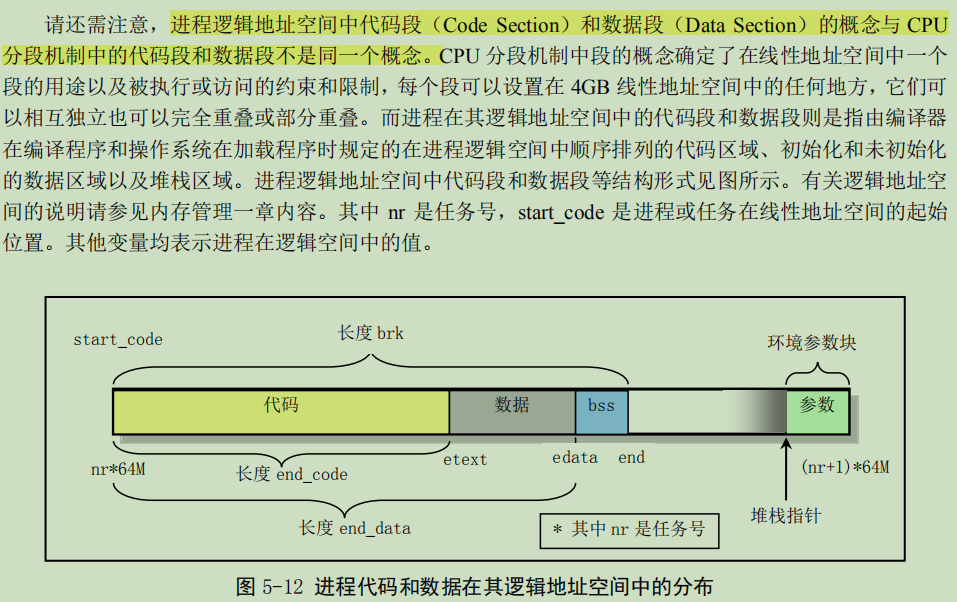 请还需注意，进程逻辑地址空间中代码段（Code Section）和数据段（Data Section）的概念与 CPU
分段机制中的代码段和数据段不是同一个概念。CPU 分段机制中段的概念确定了在线性地址空间中一个
段的用途以及被执行或访问的约束和限制，每个段可以设置在 4GB 线性地址空间中的任何地方，它们可
以相互独立也可以完全重叠或部分重叠。而进程在其逻辑地址空间中的代码段和数据段则是指由编译器
在编译程序和操作系统在加载程序时规定的在进程逻辑空间中顺序排列的代码区域、初始化和未初始化
的数据区域以及堆栈区域。进程逻辑地址空间中代码段和数据段等结构形式见图所示。有关逻辑地址空
间的说明请参见内存管理一章内容。其中 nr 是任务号，start_code 是进程或任务在线性地址空间的起始
位置。其他变量均表示进程在逻辑空间中的值。
start_code
长度 brk
环境参数块
代码
数据
bss
参数
nr*64M
长度 end_code
etext
edata
end
(nr+1)*64M
长度 end_data
* 其中 nr 是任务号
堆栈指针
图 5-12 进程代码和数据在其逻辑地址空间中的分布